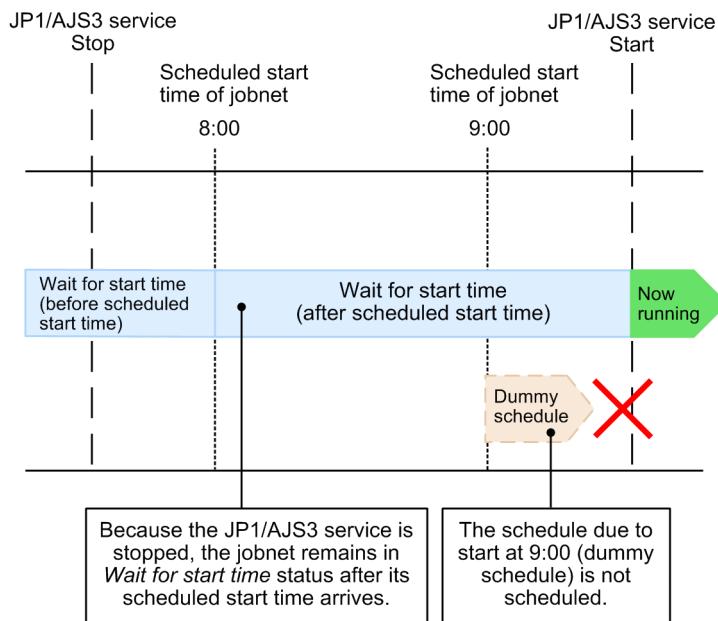 JP1/AJS3 service
Stop
JP1/AJS3 service
Start
Scheduled start
time of jobnet
8:00
Scheduled start
time of jobnet
9:00
Wait for start time
(before scheduled
start time)
Wait for start time
(after scheduled start time)
Now
running
Dummy
schedule
Because the JP1/AJS3 service is
stopped, the jobnet remains in
Wait for start time status after its
scheduled start time arrives.
The schedule due to
start at 9:00 (dummy
schedule) is not
scheduled.